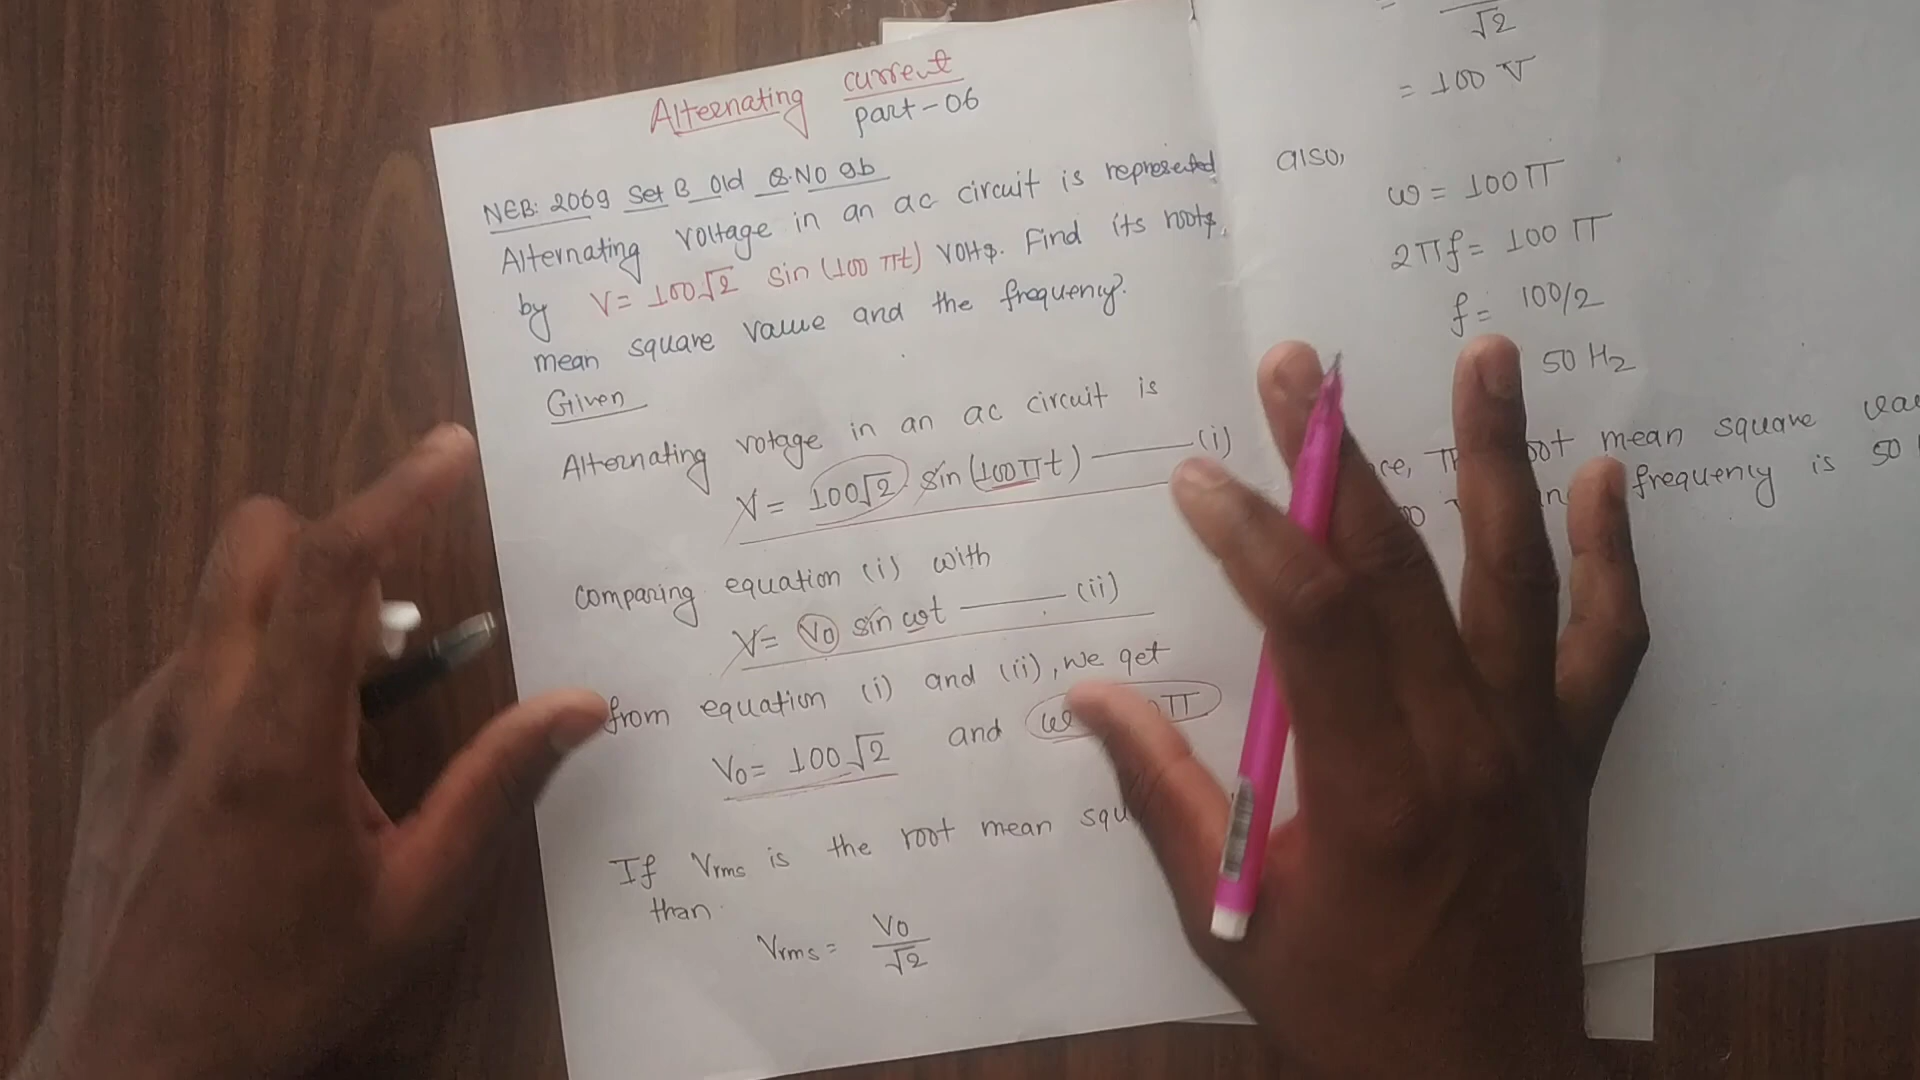 Alternating current
part-06
NEB: 2069 Set B Old Q.NO 9b
Alternating voltage in an ac circuit is represented
by V= 100√2 sin (100 πt) volts. Find its roots,
mean square value and the frequency?
Given
Alternating votage in an ac circuit is
V= 100√2 sin (100πt) (i)
Comparing equation (i) with
V= V0 sin ωt (ii)
from equation (i) and (ii), we get
V0= 100√2 and ω π
If Vrms is the root mean squ
than
Vrms= V0/√2
= √2
= 100 V
also,
ω = 100π
2πf = 100 π
f = 100/2
50 Hz
root mean square
frequency is 50